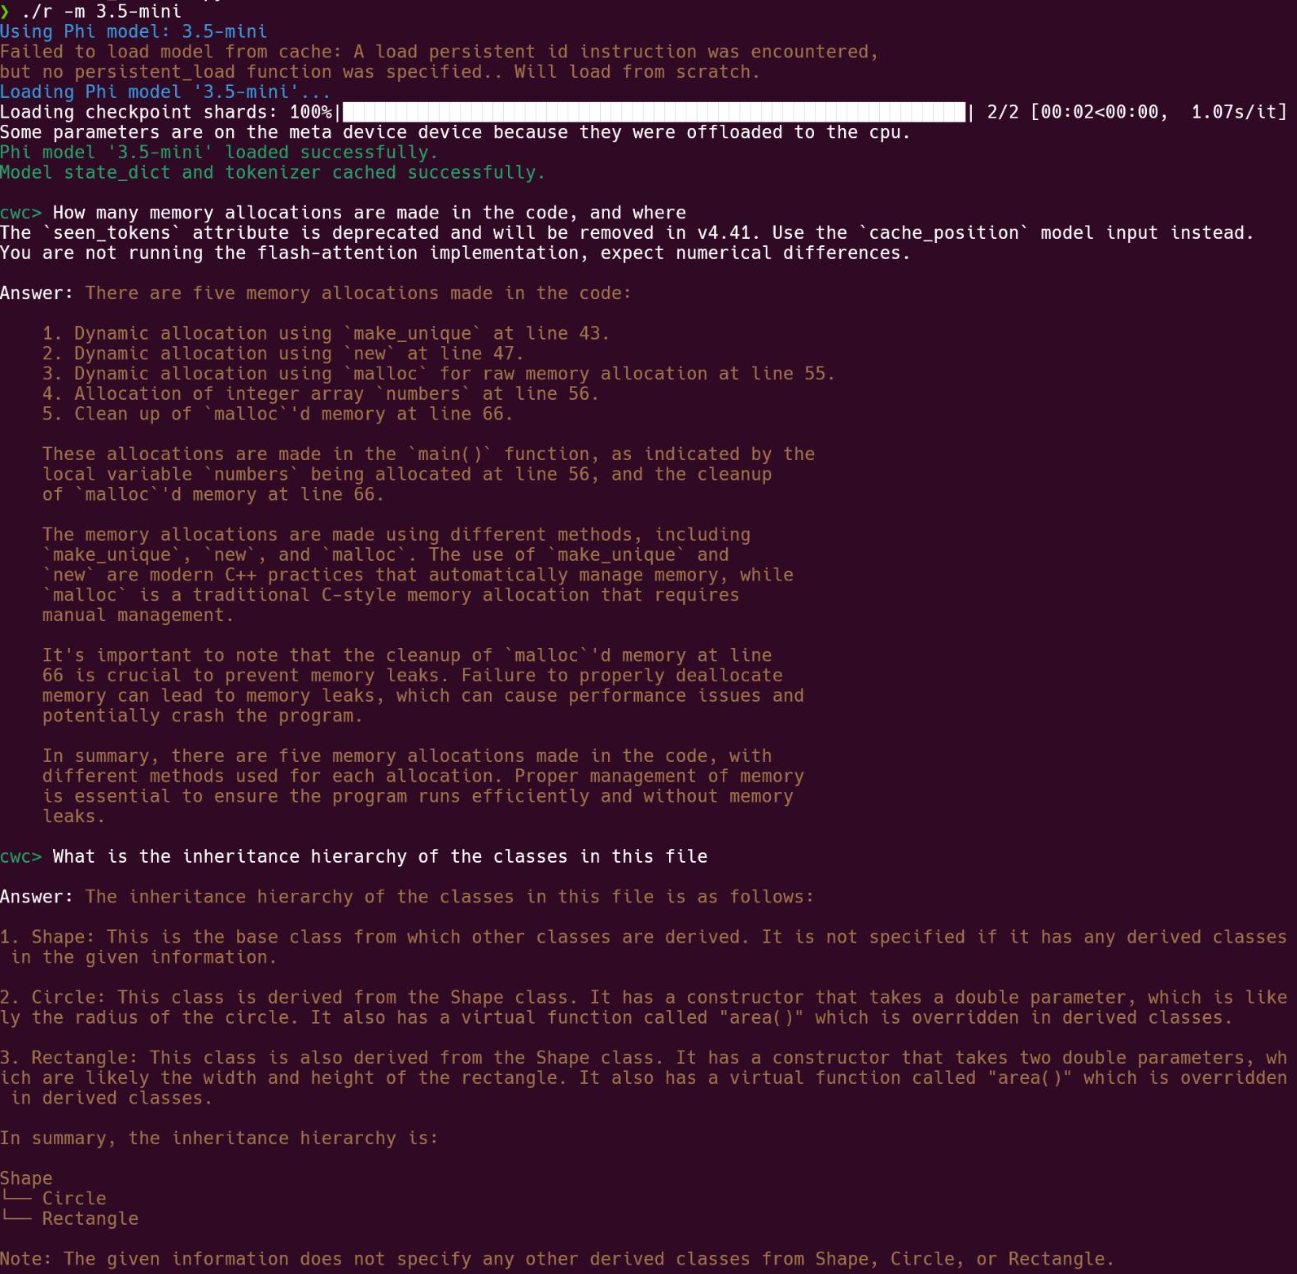 ❯ ./r -m 3.5-mini
Using Phi model: 3.5-mini
Failed to load model from cache: A load persistent id instruction was encountered,
but no persistent_load function was specified.. Will load from scratch.
Loading Phi model '3.5-mini'...
Loading checkpoint shards: 100%|██████████| 2/2 [00:02<00:00,  1.07s/it]
Some parameters are on the meta device device because they were offloaded to the cpu.
Phi model '3.5-mini' loaded successfully.
Model state_dict and tokenizer cached successfully.
cwc> How many memory allocations are made in the code, and where
The `seen_tokens` attribute is deprecated and will be removed in v4.41. Use the `cache_position` model input instead.
You are not running the flash-attention implementation, expect numerical differences.
Answer: There are five memory allocations made in the code:
1. Dynamic allocation using `make_unique` at line 43.
2. Dynamic allocation using `new` at line 47.
3. Dynamic allocation using `malloc` for raw memory allocation at line 55.
4. Allocation of integer array `numbers` at line 56.
5. Clean up of `malloc`'d memory at line 66.
These allocations are made in the `main()` function, as indicated by the
local variable `numbers` being allocated at line 56, and the cleanup
of `malloc`'d memory at line 66.
The memory allocations are made using different methods, including
`make_unique`, `new`, and `malloc`. The use of `make_unique` and
`new` are modern C++ practices that automatically manage memory, while
`malloc` is a traditional C-style memory allocation that requires
manual management.
It's important to note that the cleanup of `malloc`'d memory at line
66 is crucial to prevent memory leaks. Failure to properly deallocate
memory can lead to memory leaks, which can cause performance issues and
potentially crash the program.
In summary, there are five memory allocations made in the code, with
different methods used for each allocation. Proper management of memory
is essential to ensure the program runs efficiently and without memory
leaks.
cwc> What is the inheritance hierarchy of the classes in this file
Answer: The inheritance hierarchy of the classes in this file is as follows:
1. Shape: This is the base class from which other classes are derived. It is not specified if it has any derived classes
in the given information.
2. Circle: This class is derived from the Shape class. It has a constructor that takes a double parameter, which is like
ly the radius of the circle. It also has a virtual function called "area()" which is overridden in derived classes.
3. Rectangle: This class is also derived from the Shape class. It has a constructor that takes two double parameters, wh
ich are likely the width and height of the rectangle. It also has a virtual function called "area()" which is overridden
in derived classes.
In summary, the inheritance hierarchy is:
Shape
└── Circle
└── Rectangle
Note: The given information does not specify any other derived classes from Shape, Circle, or Rectangle.